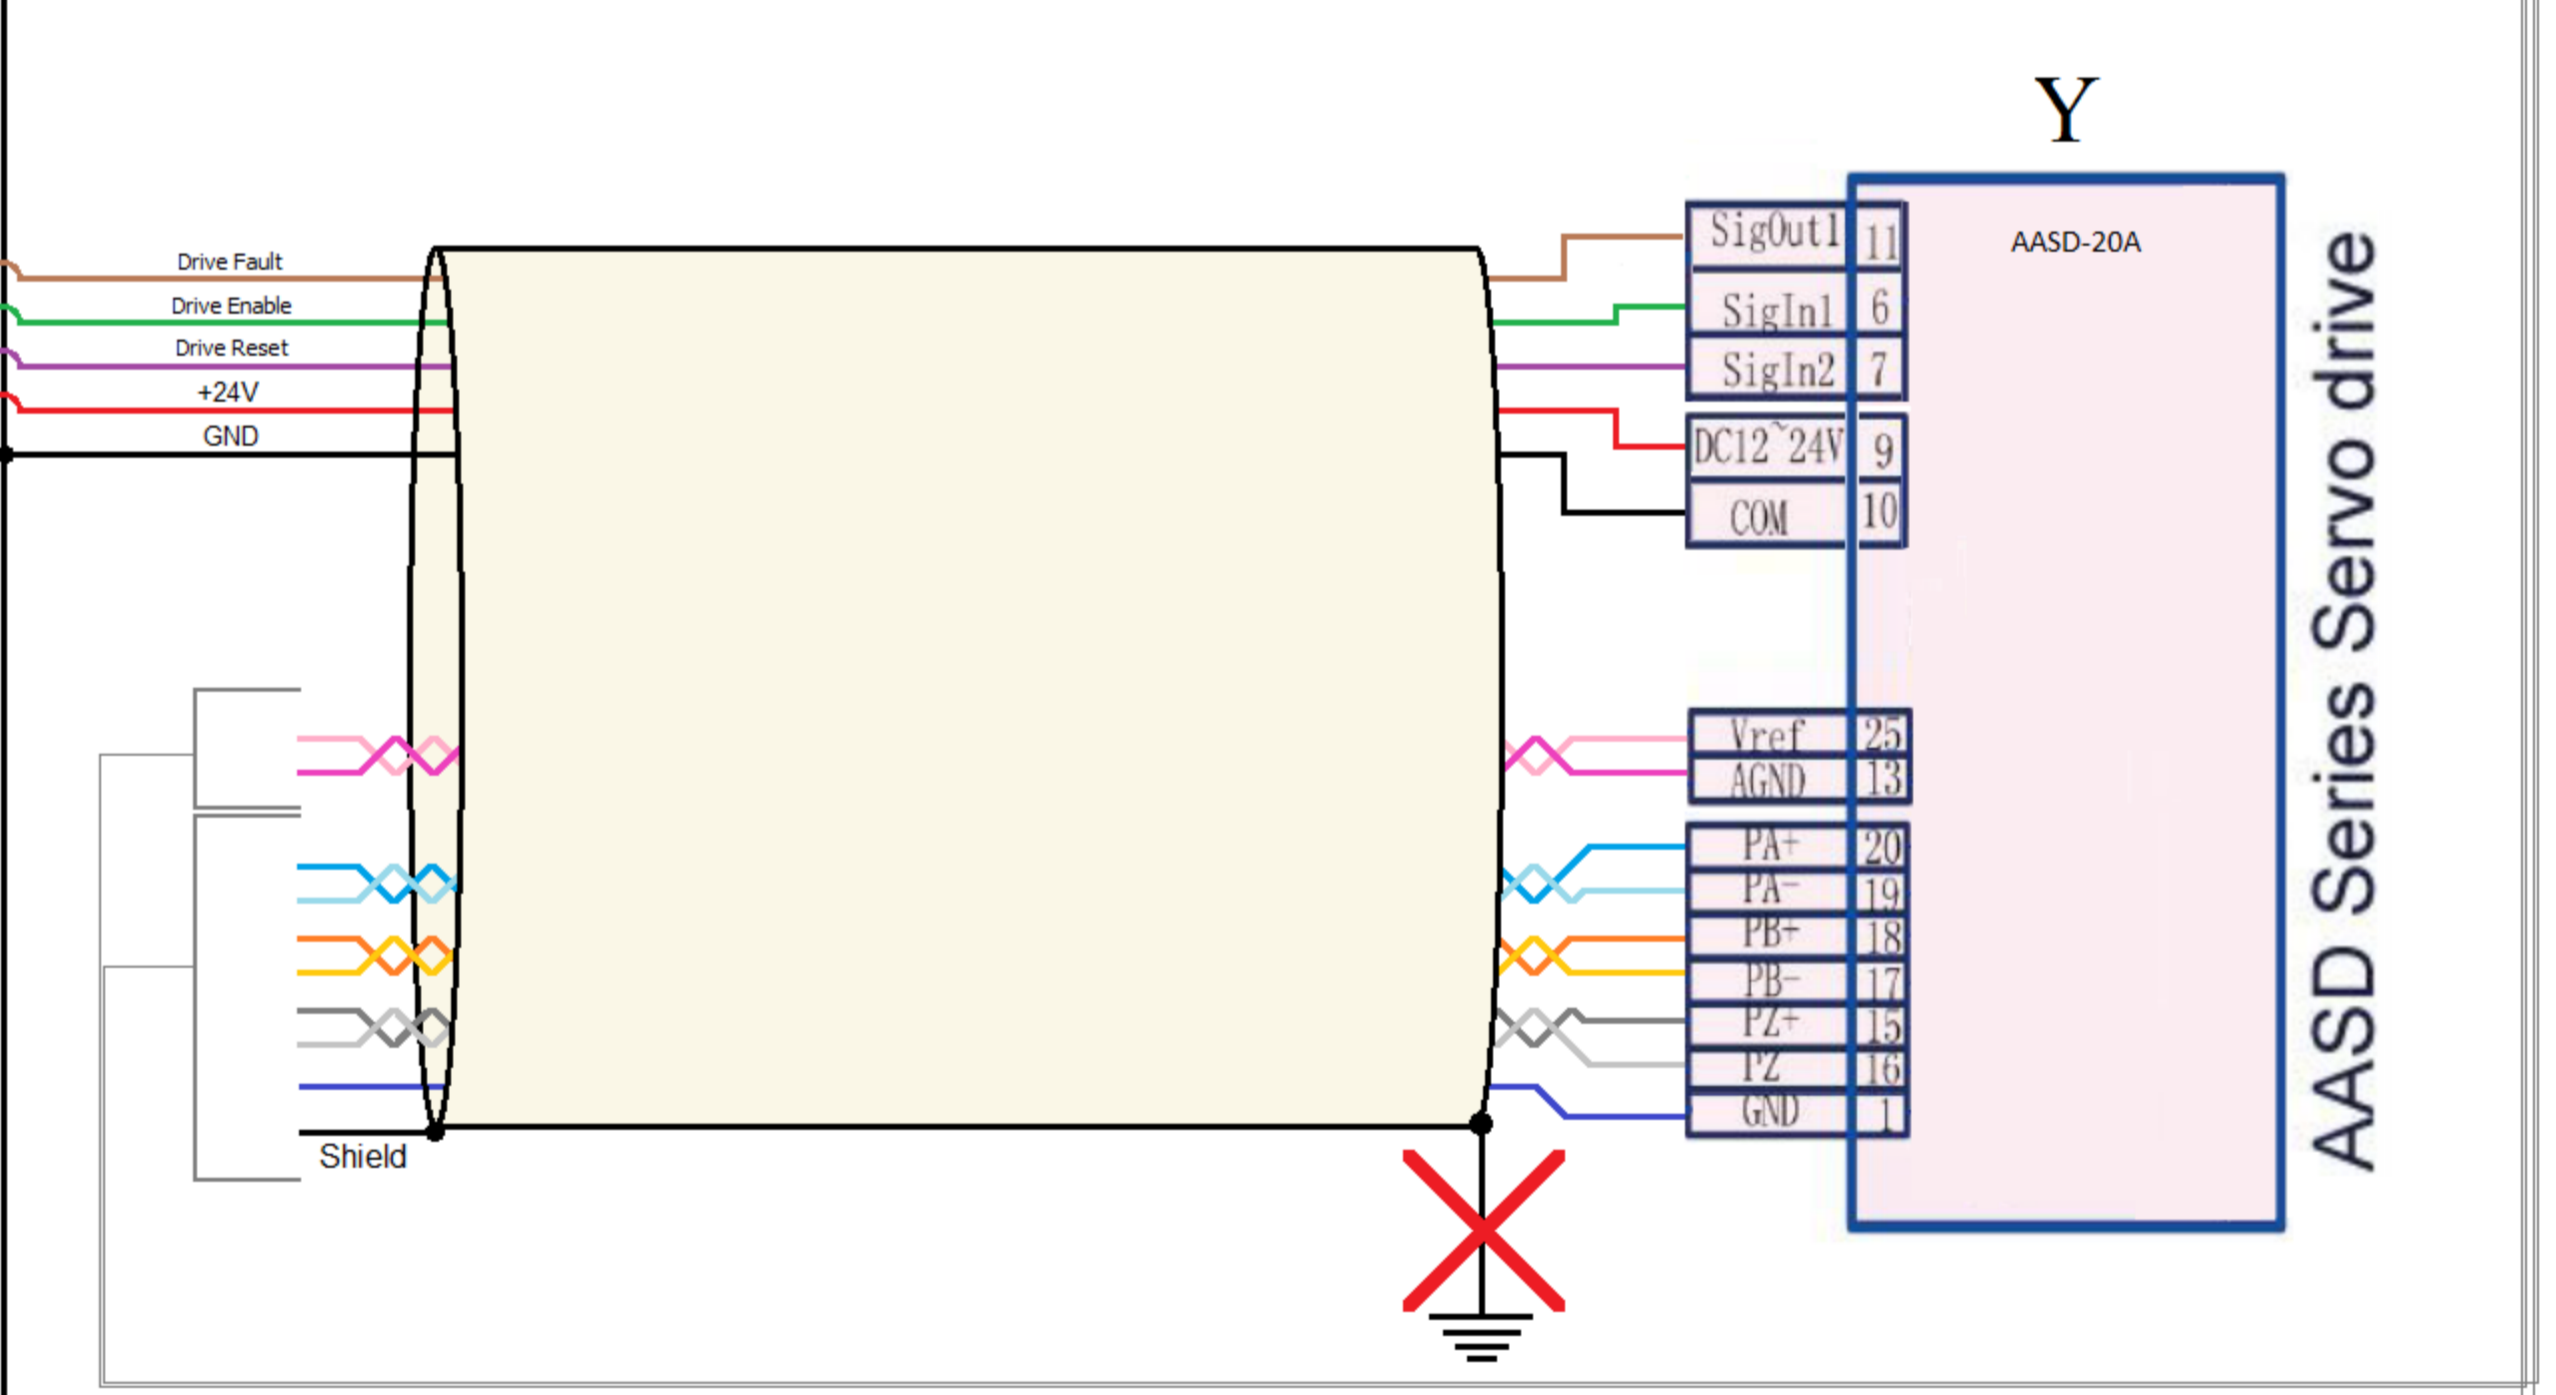 Y
AASD-20A
AASD Series Servo drive
Drive Fault
Drive Enable
Drive Reset
+24V
GND
Shield
SigOut1 11
SigIn1 6
SigIn2 7
DC12~24V 9
COM 10
Vref 25
AGND 13
PA+ 20
PA- 19
PB+ 18
PB- 17
PZ+ 15
PZ 16
GND 1